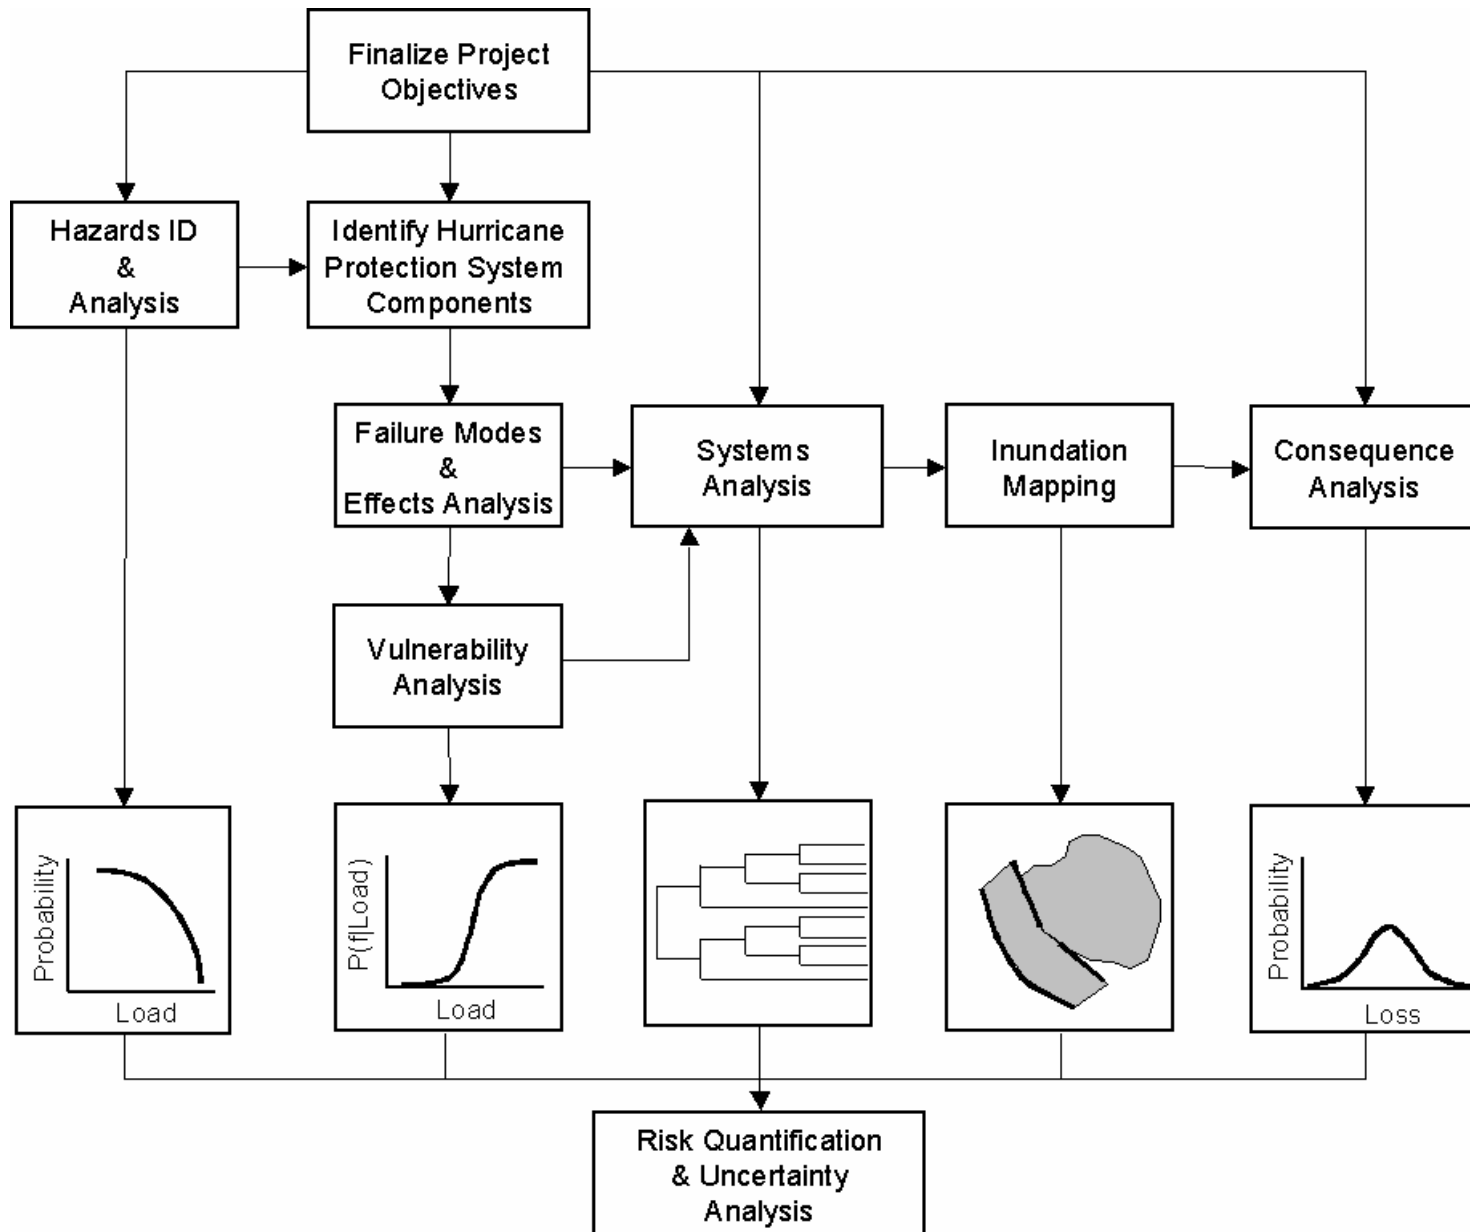 Finalize Project
Objectives
Hazards ID
&
Analysis
Identify Hurricane
Protection System
Components
Failure Modes
&
Effects Analysis
Systems
Analysis
Inundation
Mapping
Consequence
Analysis
Vulnerability
Analysis
Probability
Load
P(f|Load)
Load
Probability
Loss
Risk Quantification
& Uncertainty
Analysis